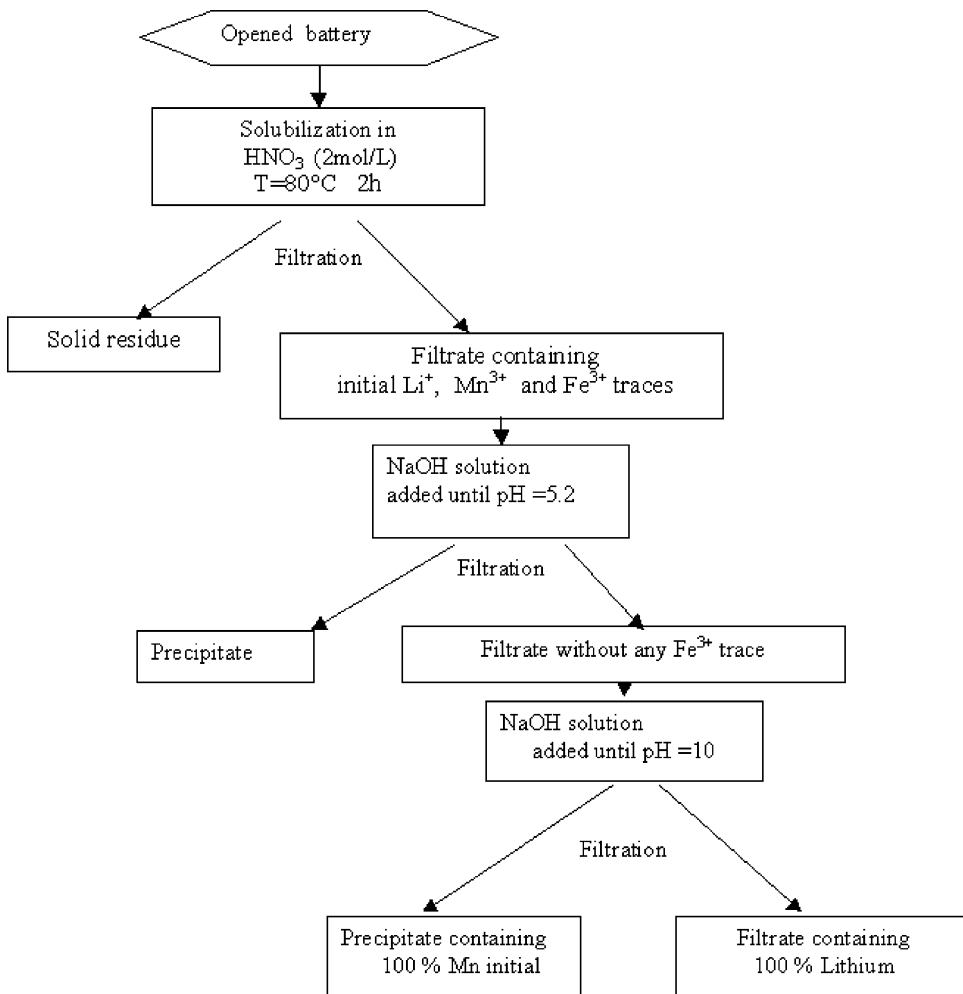 Opened battery
Solubilization in
HNO₃ (2mol/L)
T=80°C 2h
Filtration
Solid residue
Filtrate containing
initial Li⁺, Mn³⁺ and Fe³⁺ traces
NaOH solution
added until pH =5.2
Filtration
Precipitate
Filtrate without any Fe³⁺ trace
NaOH solution
added until pH =10
Filtration
Precipitate containing
100 % Mn initial
Filtrate containing
100 % Lithium